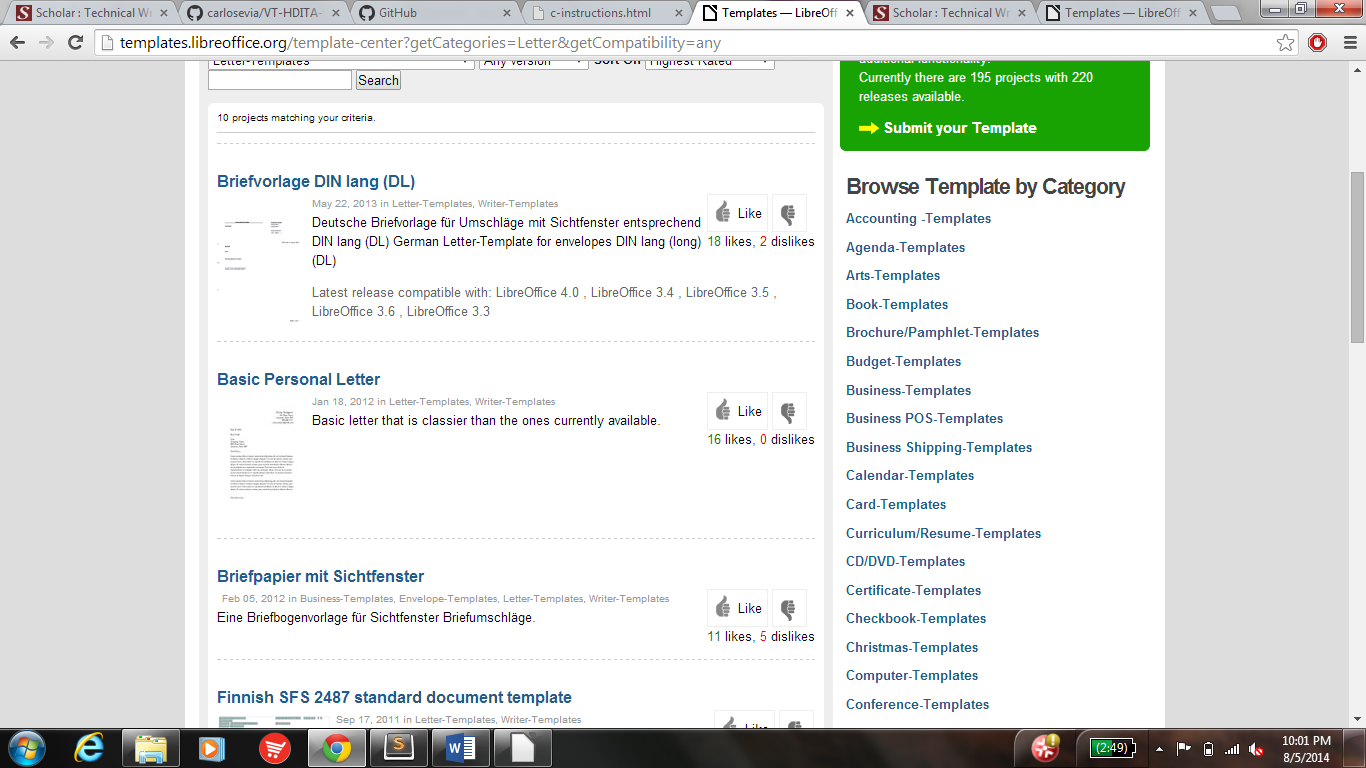 Scholar : Technical Wr
carlosevia/VT-HDITA-
GitHub
c-instructions.html
Templates — LibreOff
Scholar : Technical Wr
Templates — LibreOff
templates.libreoffice.org/template-center?getCategories=Letter&getCompatibility=any
Letter-Templates
Any Version
Sort On
Highest Rated
Search
10 projects matching your criteria.
Briefvorlage DIN lang (DL)
May 22, 2013 in Letter-Templates, Writer-Templates
Deutsche Briefvorlage für Umschläge mit Sichtfenster entsprechend
DIN lang (DL) German Letter-Template for envelopes DIN lang (long)
(DL)
Like
18 likes, 2 dislikes
Latest release compatible with: LibreOffice 4.0 , LibreOffice 3.4 , LibreOffice 3.5 ,
LibreOffice 3.6 , LibreOffice 3.3
Basic Personal Letter
Jan 18, 2012 in Letter-Templates, Writer-Templates
Basic letter that is classier than the ones currently available.
Like
16 likes, 0 dislikes
Briefpapier mit Sichtfenster
Feb 05, 2012 in Business-Templates, Envelope-Templates, Letter-Templates, Writer-Templates
Eine Briefbogenvorlage für Sichtfenster Briefumschläge.
Like
11 likes, 5 dislikes
Finnish SFS 2487 standard document template
Sep 17, 2011 in Letter-Templates, Writer-Templates
Like
additional functionality!
Currently there are 195 projects with 220
releases available.
Submit your Template
Browse Template by Category
Accounting -Templates
Agenda-Templates
Arts-Templates
Book-Templates
Brochure/Pamphlet-Templates
Budget-Templates
Business-Templates
Business POS-Templates
Business Shipping-Templates
Calendar-Templates
Card-Templates
Curriculum/Resume-Templates
CD/DVD-Templates
Certificate-Templates
Checkbook-Templates
Christmas-Templates
Computer-Templates
Conference-Templates
(2:49)
10:01 PM
8/5/2014